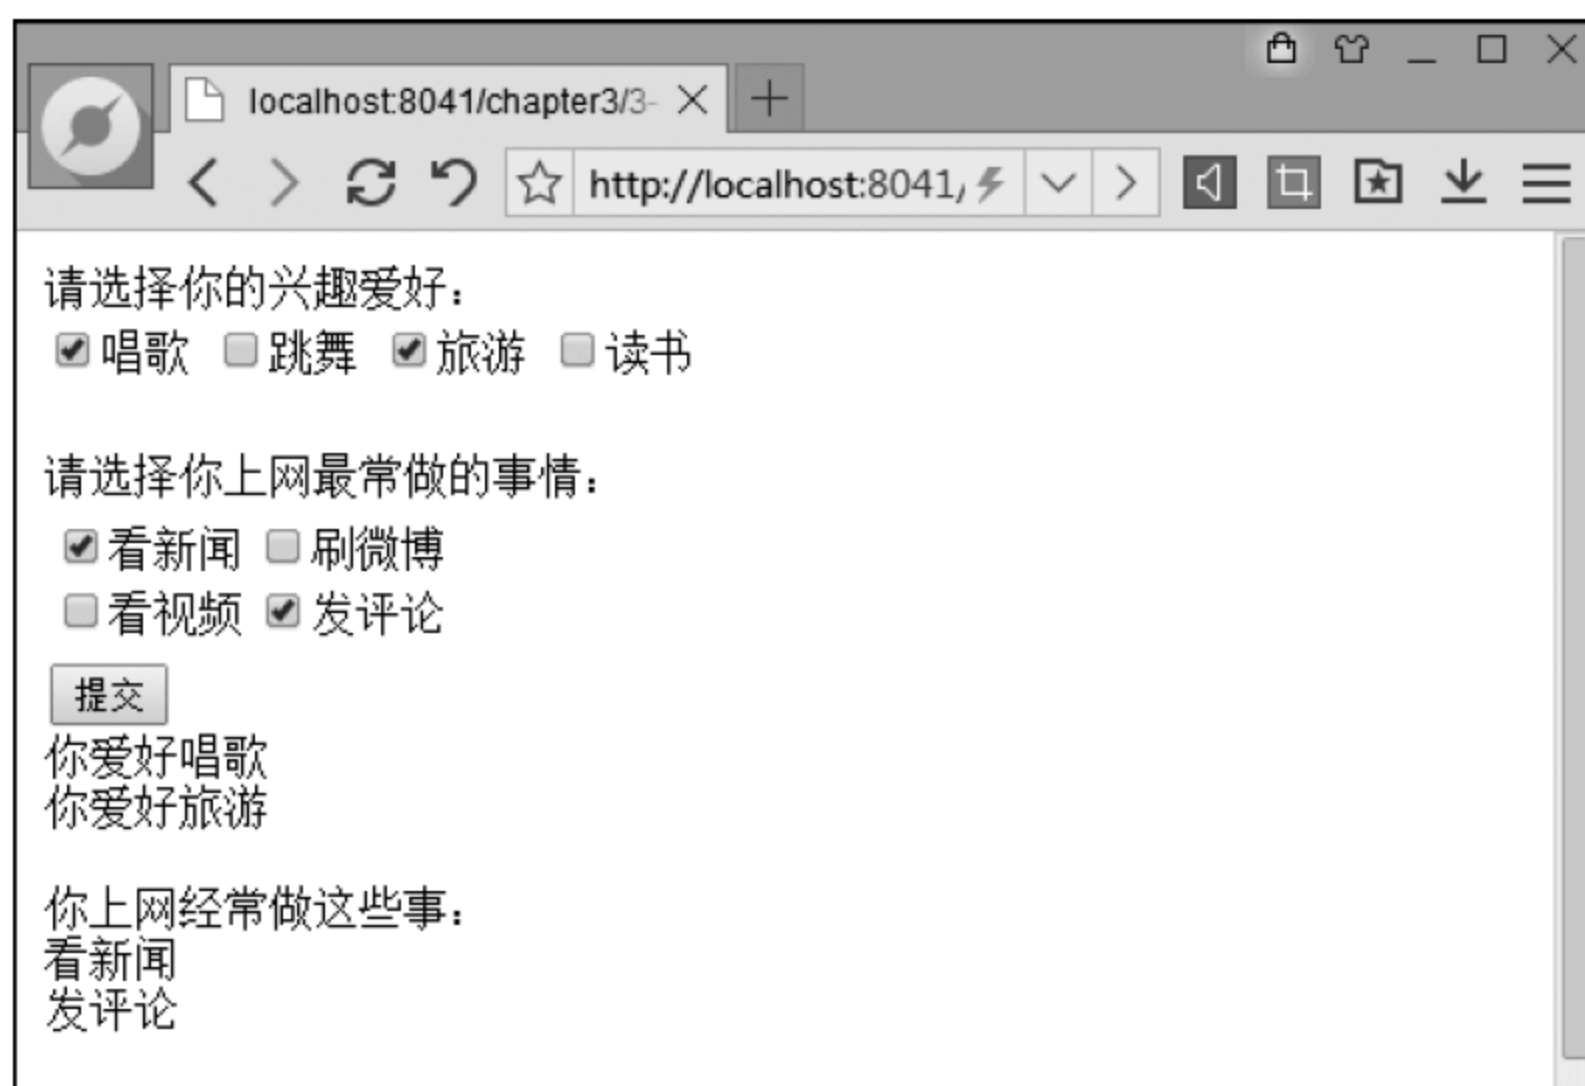 localhost:8041/chapter3/3-
http://localhost:8041/
请选择你的兴趣爱好：
唱歌 跳舞 旅游 读书
请选择你上网最常做的事情：
看新闻 刷微博
看视频 发评论
提交
你爱好唱歌
你爱好旅游
你上网经常做这些事：
看新闻
发评论